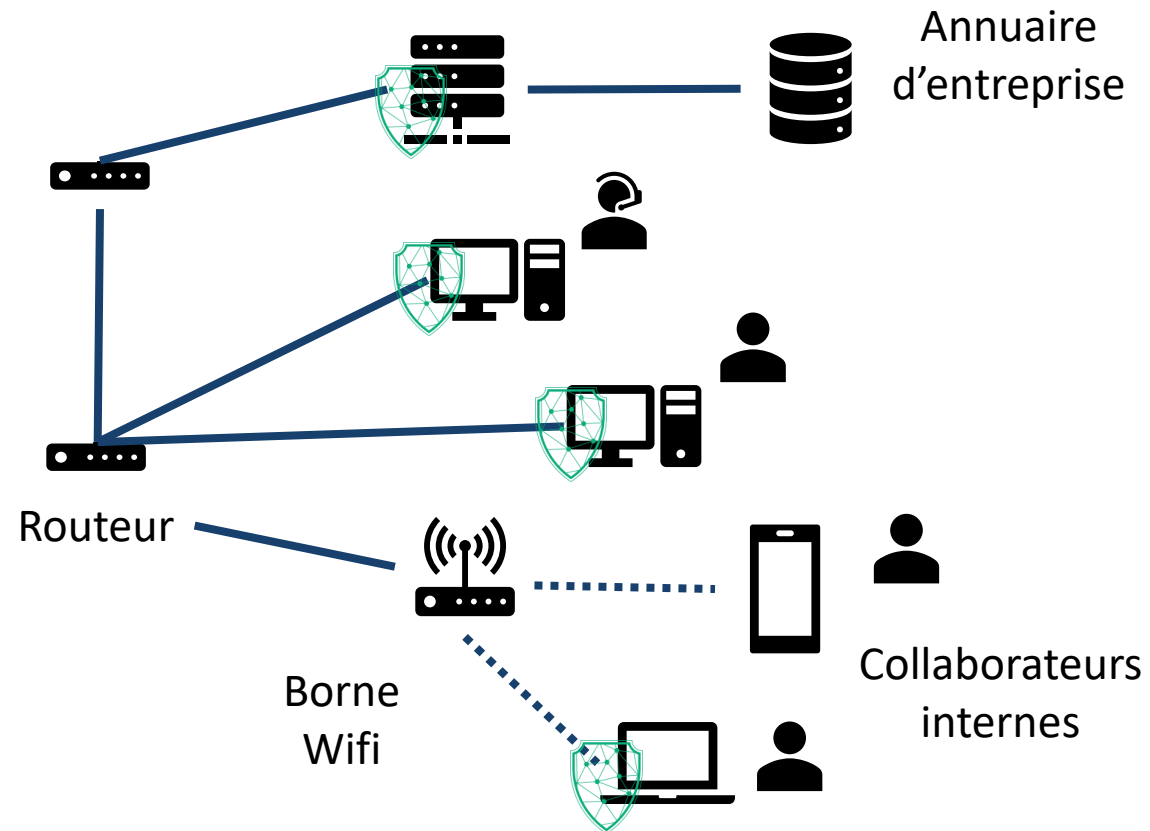 Annuaire
d’entreprise
Routeur
Borne
Wifi
Collaborateurs
internes